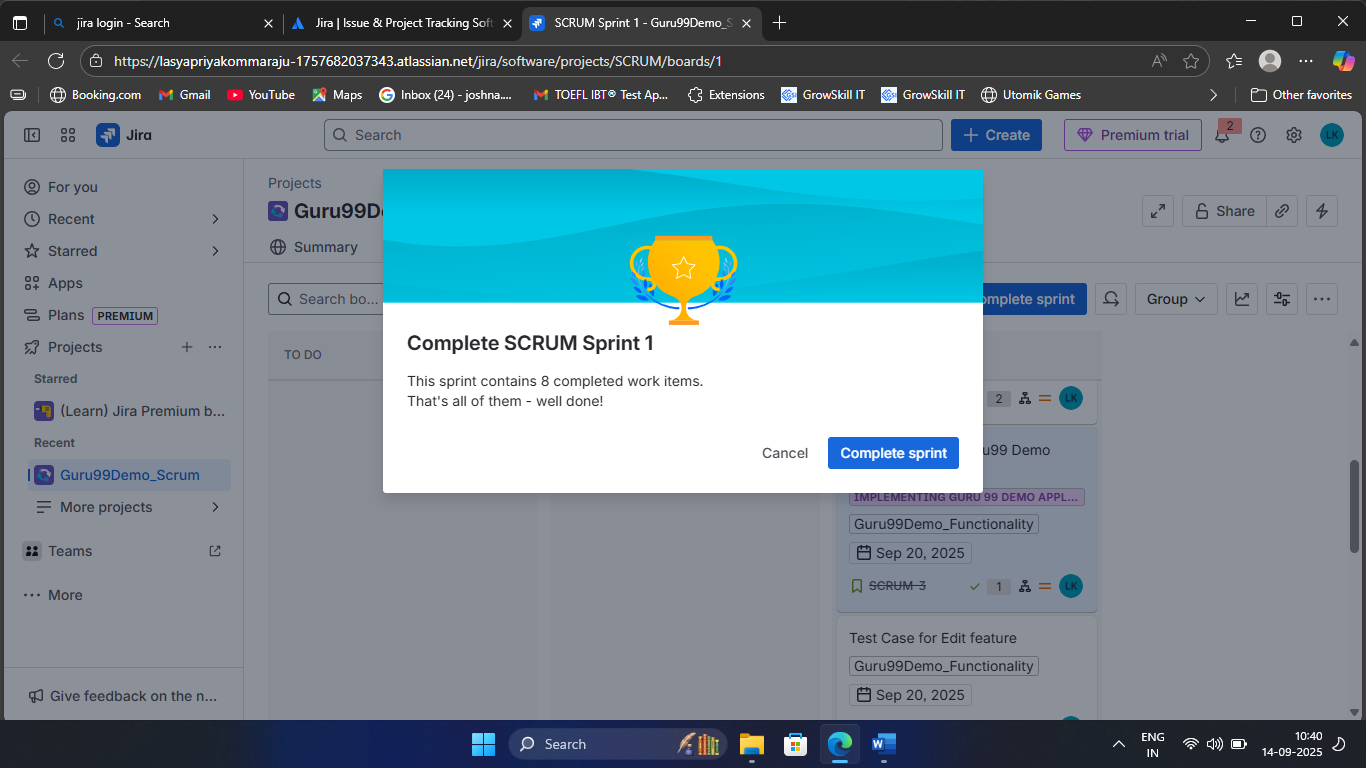 jira login - Search
Jira | Issue & Project Tracking Soft
SCRUM Sprint 1 - Guru99Demo_S
https://lasyapriyakommaraju-1757682037343.atlassian.net/jira/software/projects/SCRUM/boards/1
Booking.com
Gmail
YouTube
Maps
Inbox (24) - joshna....
TOEFL IBT® Test Ap...
Extensions
GrowSkill IT
GrowSkill IT
Utomik Games
Other favorites
Jira
Search
Create
Premium trial
2
LK
For you
Recent
Starred
Apps
Plans PREMIUM
Projects
Starred
(Learn) Jira Premium b...
Recent
Guru99Demo_Scrum
More projects
Teams
More
Give feedback on the n...
Projects
Guru99D
Share
Summary
Search bo...
omplete sprint
Group
TO DO
Complete SCRUM Sprint 1
This sprint contains 8 completed work items.
That's all of them - well done!
Cancel
Complete sprint
2
LK
u99 Demo
IMPLEMENTING GURU 99 DEMO APPL...
Guru99Demo_Functionality
Sep 20, 2025
SCRUM-3
1
LK
Test Case for Edit feature
Guru99Demo_Functionality
Sep 20, 2025
Search
ENG
IN
10:40
14-09-2025